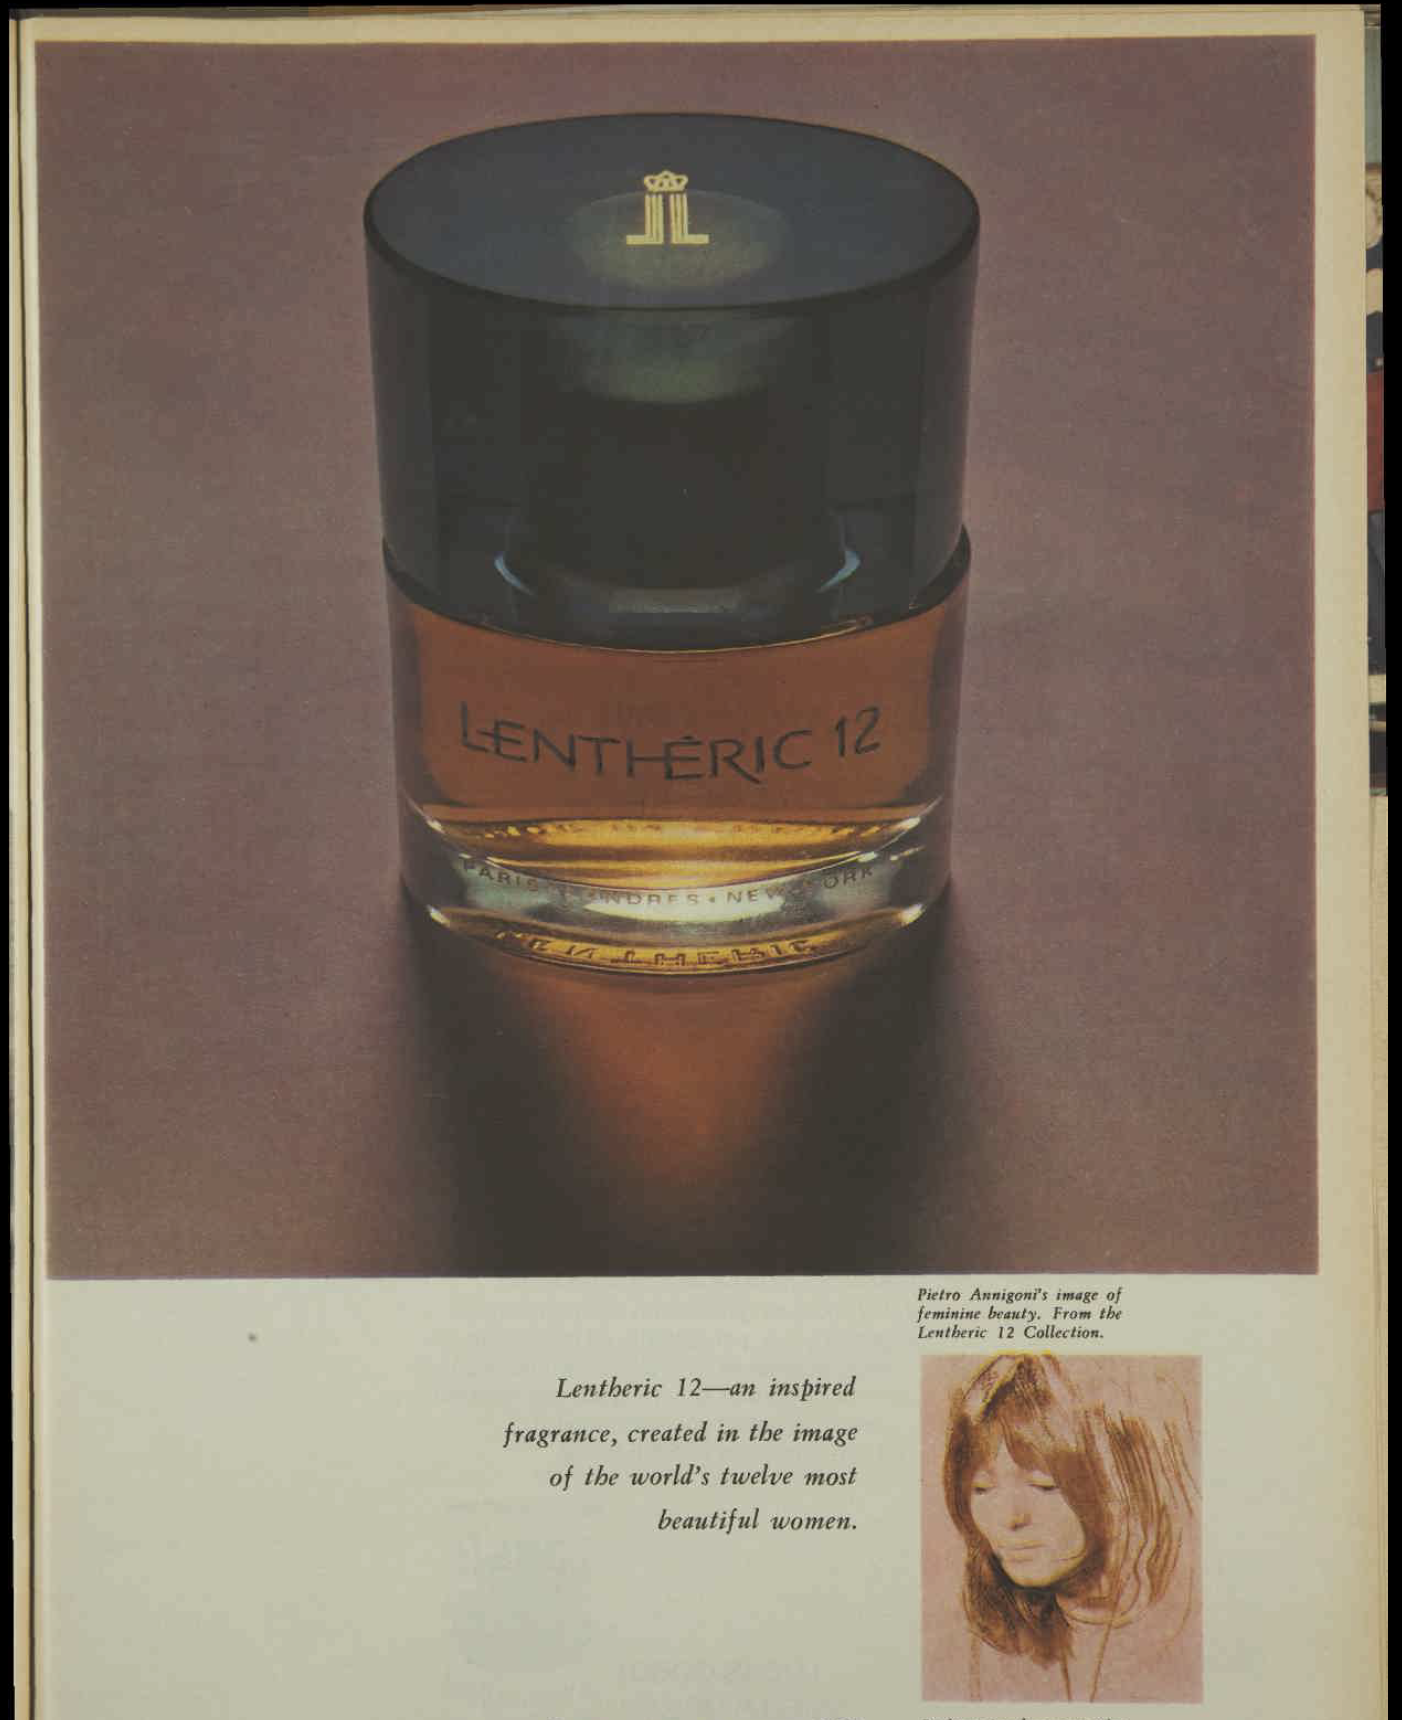 LENTHÉRIC 12
PARIS • LONDRES • NEW YORK
LENTHERIC
Pietro Annigoni's image of
feminine beauty. From the
Lentheric 12 Collection.
Lentheric 12—an inspired
fragrance, created in the image
of the world's twelve most
beautiful women.